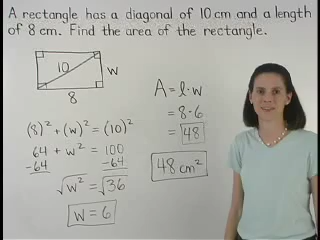 A rectangle has a diagonal of 10 cm and a length
of 8 cm. Find the area of the rectangle.
10
w
8
(8)² + (w)² = (10)²
64 + w² = 100
-64 -64
√w² = √36
w = 6
A = l · w
= 8 · 6
= 48
48 cm²